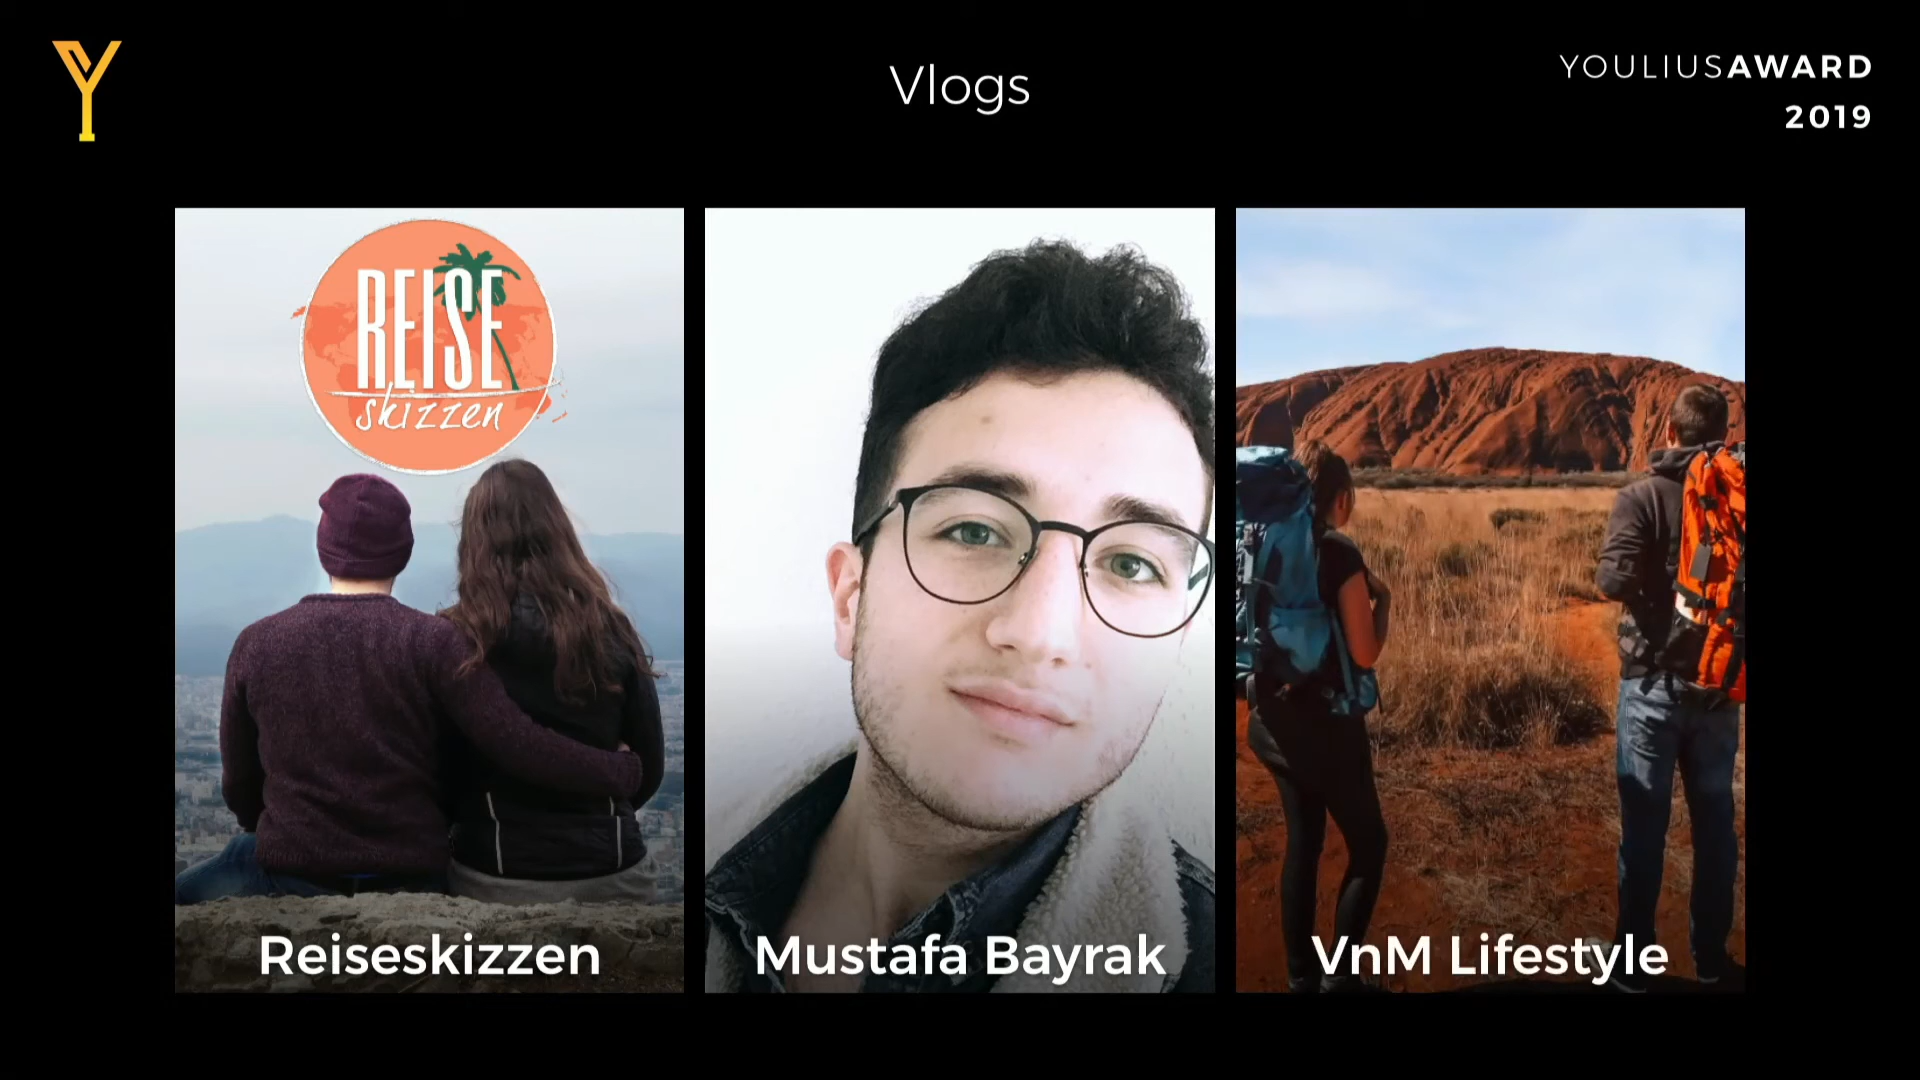 Vlogs
YOULIUSAWARD
2019
REISE
skizzen
Reiseskizzen
Mustafa Bayrak
VnM Lifestyle